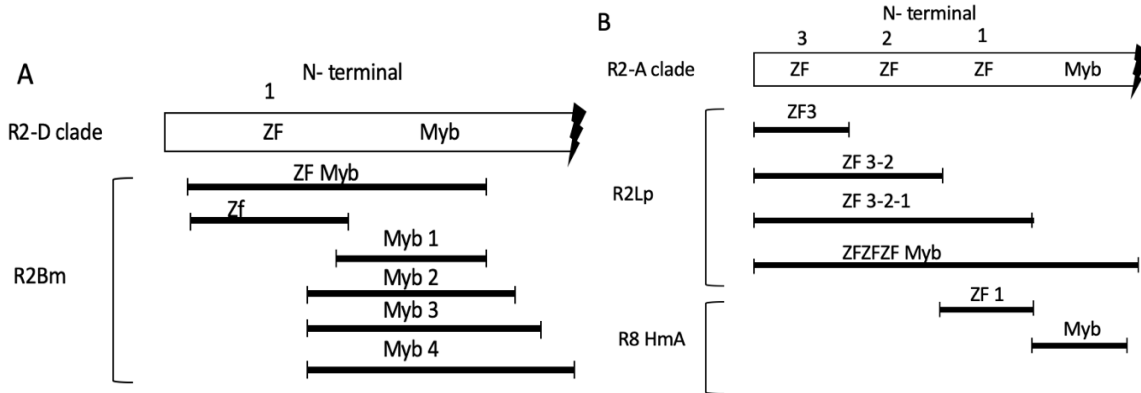 A
N- terminal
1
R2-D clade
ZF Myb
ZF Myb
Zf
Myb 1
R2Bm
Myb 2
Myb 3
Myb 4
B
N- terminal
3 2 1
R2-A clade
ZF ZF ZF Myb
ZF3
R2Lp
ZF 3-2
ZF 3-2-1
ZFZFZF Myb
ZF 1
R8 HmA
Myb